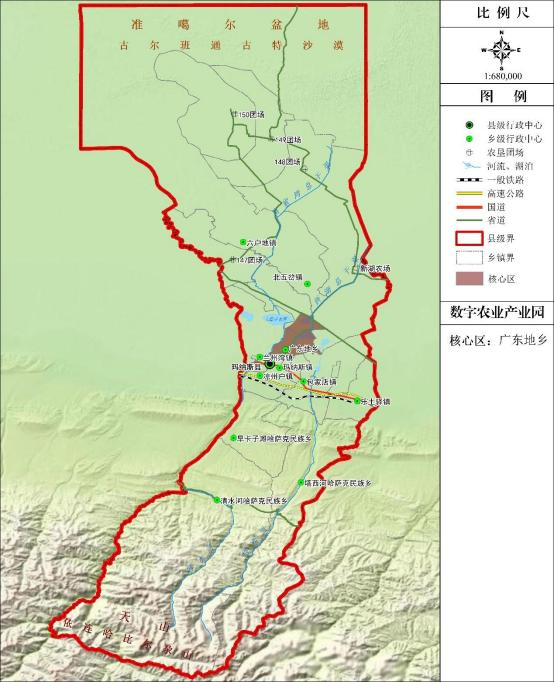 准噶尔盆地
古尔班通古特沙漠
150团场
149团场
148团场
六户地镇
147团场
新湖农场
北五岔镇
广东地乡
兰州湾镇
玛纳斯县
玛纳斯镇
凉州户镇
包家店镇
乐土驿镇
旱卡子滩哈萨克民族乡
塔西河哈萨克民族乡
清水河哈萨克民族乡
天山
比例尺
N
W
E
S
1:680,000
图例
县级行政中心
乡级行政中心
农垦团场
河流、湖泊
一般铁路
高速公路
国道
省道
县级界
乡镇界
核心区
数字农业产业园
核心区：广东地乡